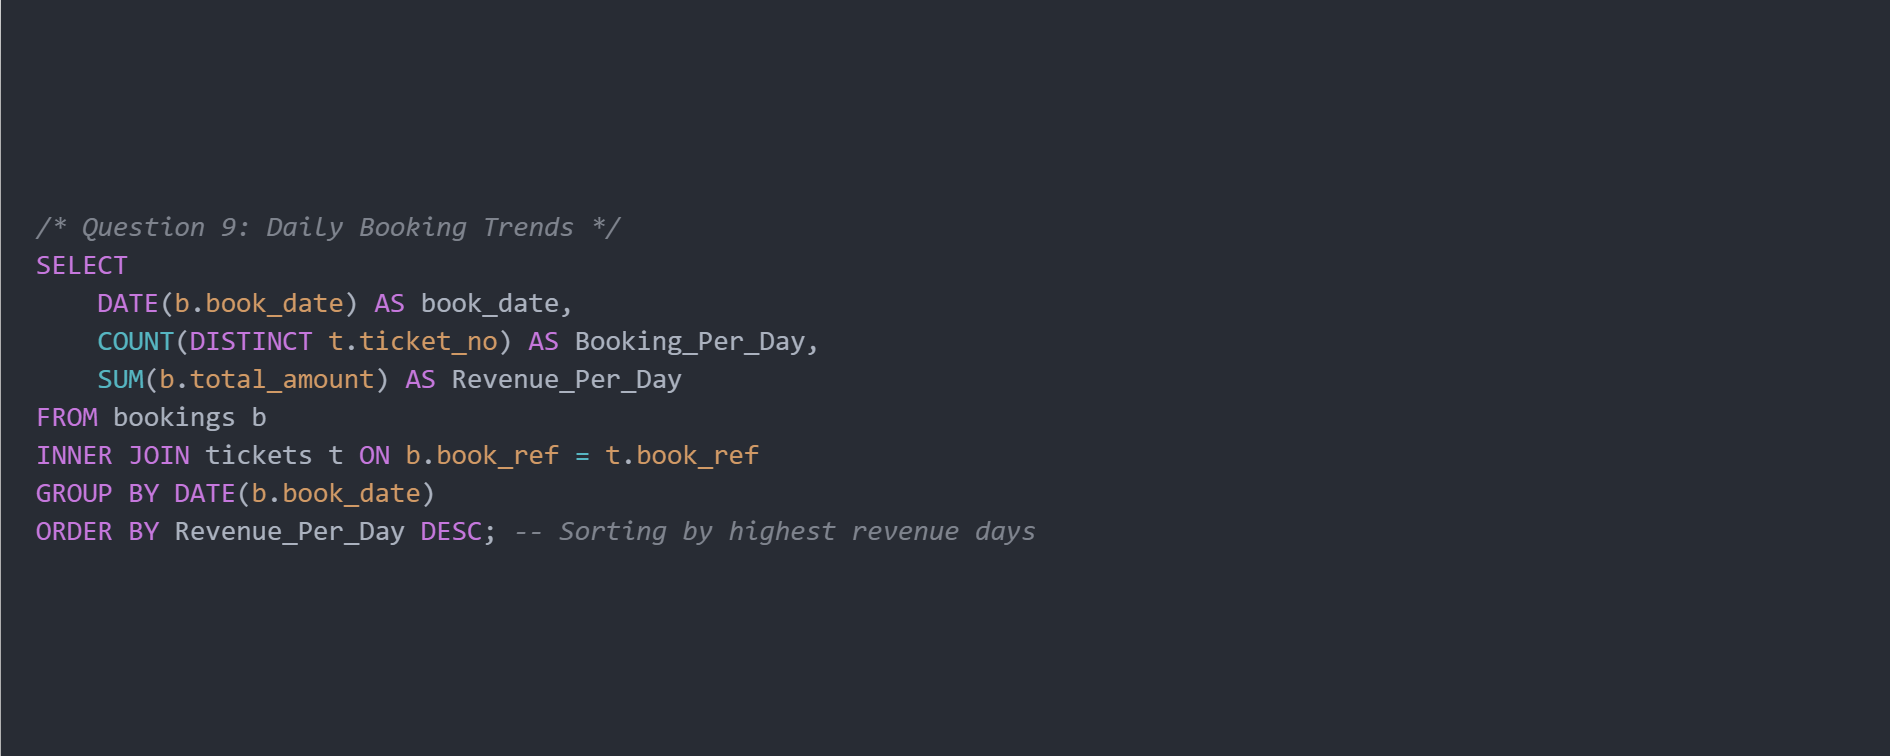 /* Question 9: Daily Booking Trends */
SELECT
    DATE(b.book_date) AS book_date,
    COUNT(DISTINCT t.ticket_no) AS Booking_Per_Day,
    SUM(b.total_amount) AS Revenue_Per_Day
FROM bookings b
INNER JOIN tickets t ON b.book_ref = t.book_ref
GROUP BY DATE(b.book_date)
ORDER BY Revenue_Per_Day DESC; -- Sorting by highest revenue days